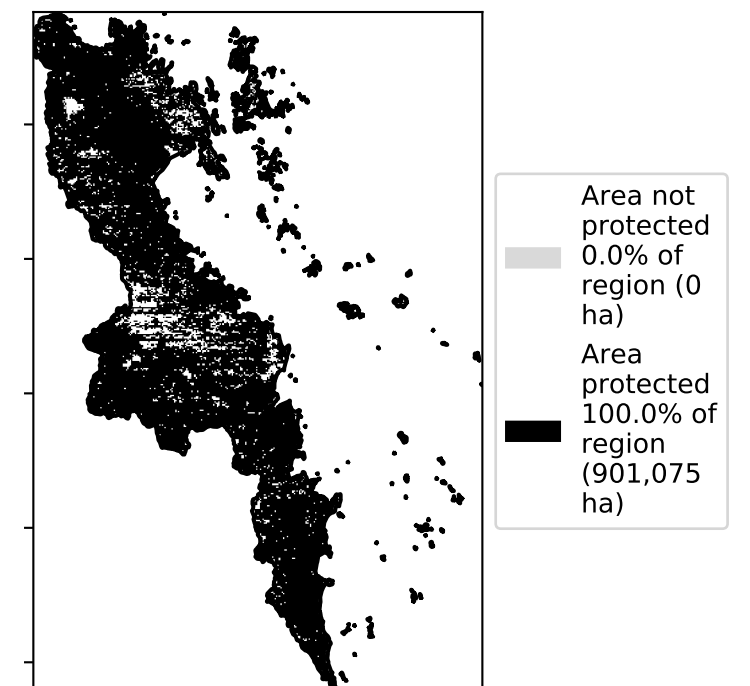 Area not
protected
0.0% of
region (0
ha)
Area
protected
100.0% of
region
(901,075
ha)